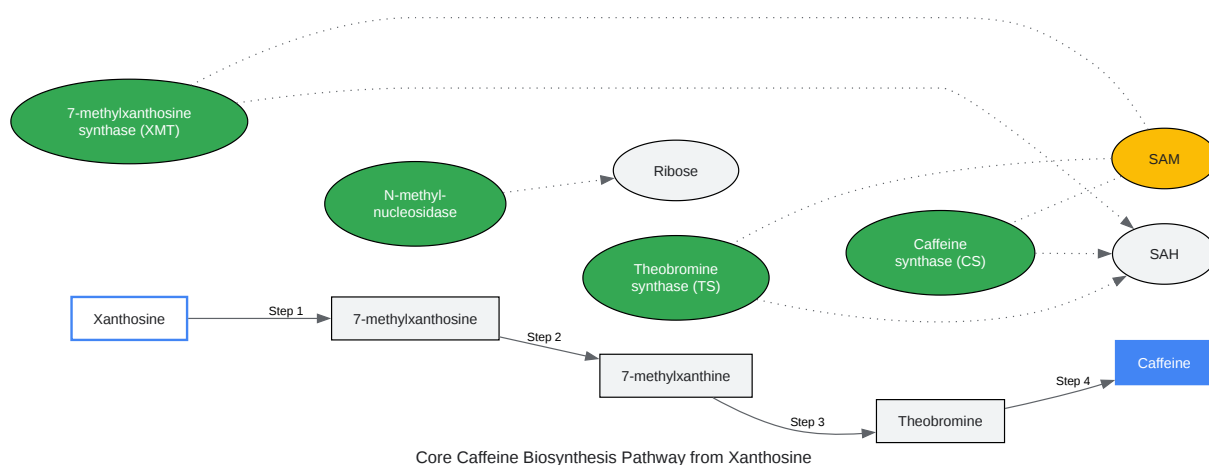 7-methylxanthosine
synthase (XMT)
SAM
Ribose
N-methyl-
nucleosidase
Caffeine
synthase (CS)
SAH
Theobromine
synthase (TS)
Xanthosine
Step 1
7-methylxanthosine
Step 2
7-methylxanthine
Caffeine
Step 4
Step 3
Theobromine
Core Caffeine Biosynthesis Pathway from Xanthosine